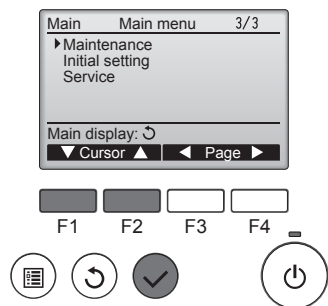 Main Main menu 3/3
Maintenance
Initial setting
Service
Main display:
Cursor Page
F1 F2 F3 F4